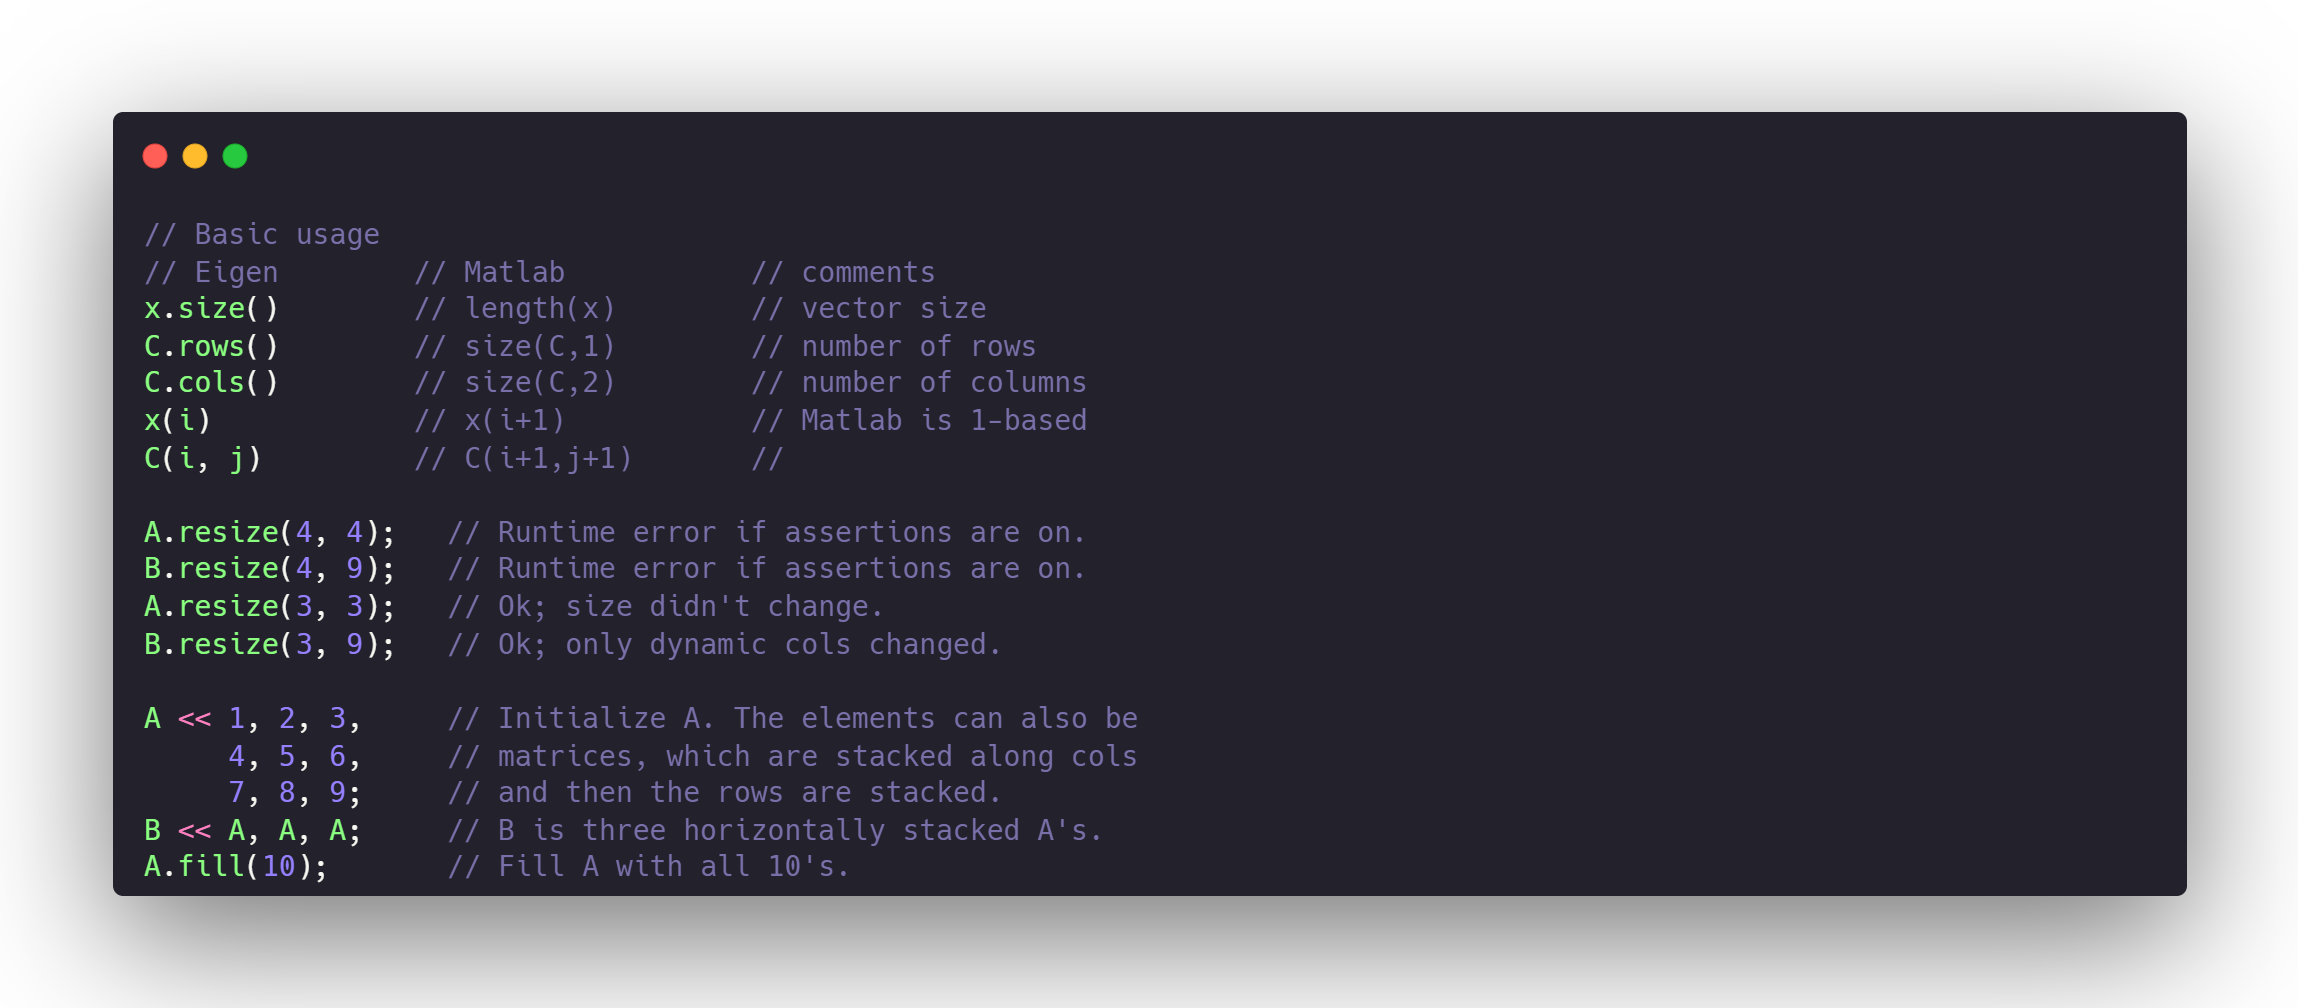 // Basic usage
// Eigen        // Matlab           // comments
x.size()        // length(x)        // vector size
C.rows()        // size(C,1)        // number of rows
C.cols()        // size(C,2)        // number of columns
x(i)            // x(i+1)           // Matlab is 1-based
C(i, j)         // C(i+1,j+1)       //

A.resize(4, 4);   // Runtime error if assertions are on.
B.resize(4, 9);   // Runtime error if assertions are on.
A.resize(3, 3);   // Ok; size didn't change.
B.resize(3, 9);   // Ok; only dynamic cols changed.

A << 1, 2, 3,     // Initialize A. The elements can also be
     4, 5, 6,     // matrices, which are stacked along cols
     7, 8, 9;     // and then the rows are stacked.
B << A, A, A;     // B is three horizontally stacked A's.
A.fill(10);       // Fill A with all 10's.